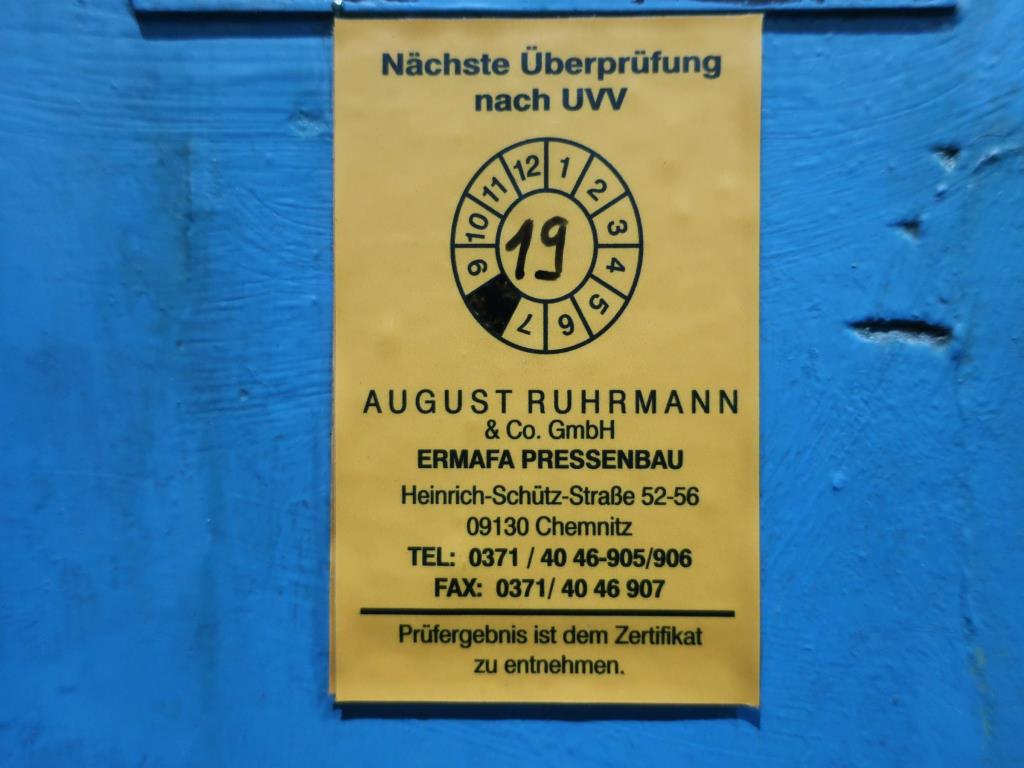 Nächste Überprüfung
nach UVV
12 1
11 2
10 3
19
9 4
5
7 6
AUGUST RUHRMANN
& Co. GmbH
ERMAFA PRESSENBAU
Heinrich-Schütz-Straße 52-56
09130 Chemnitz
TEL: 0371 / 40 46-905/906
FAX: 0371/ 40 46 907
Prüfergebnis ist dem Zertifikat
zu entnehmen.